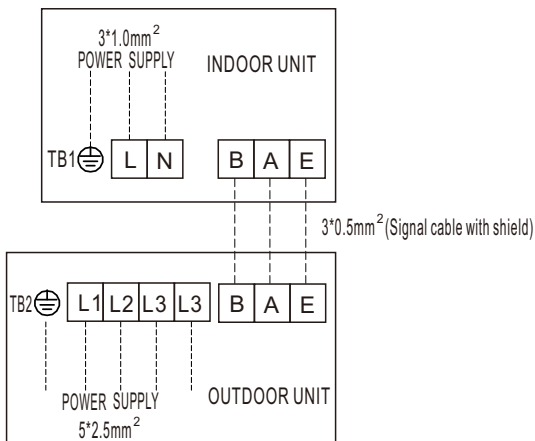 3*1.0mm²
POWER SUPPLY
INDOOR UNIT
TB1 L N B A E
3*0.5mm²(Signal cable with shield)
TB2 L1 L2 L3 L3 B A E
POWER SUPPLY
5*2.5mm²
OUTDOOR UNIT